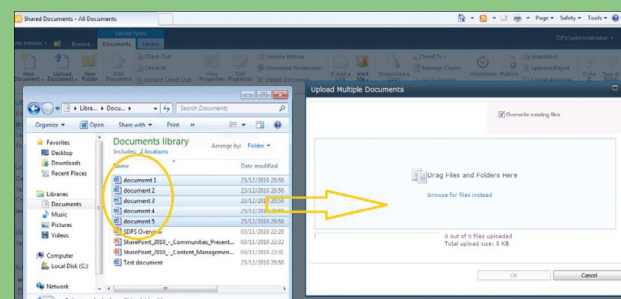 Shared Documents - All Documents
Page
Safety
Tools
Library Tools
Browse
Documents
Library
Upload Document
New Folder
Edit Document
Check Out
Check In
Discard Check Out
View Properties
Edit Properties
Version History
Document Permissions
Delete Document
E-mail a Link
Alert Me
Download a Copy
Send To
Manage Copies
Workflows
Publish
Unpublish
Approve/Reject
Libra...
Docu...
Search Documents
Organize
Open
Share with
Print
»
Favorites
Desktop
Downloads
Recent Places
Libraries
Documents
Music
Pictures
Videos
Computer
Local Disk (C:)
Network
Documents library
Includes: 2 locations
Arrange by: Folder
Name
Date modified
document 1 23/12/2010 20:50
document 2 23/12/2010 20:50
document 3 23/12/2010 20:50
document 4 23/12/2010 20:50
document 5 23/12/2010 20:50
SDPS Overview 03/11/2010 22:28
SharePoint_2010_-_Communities_Present... 03/11/2010 22:32
SharePoint_2010_-_Content_Managemen... 03/11/2010 22:31
Test document 23/12/2010 20:50
Upload Multiple Documents
Overwrite existing files
Drag Files and Folders Here
Browse for files instead
0 out of 0 files uploaded
Total upload size: 0 KB
OK
Cancel